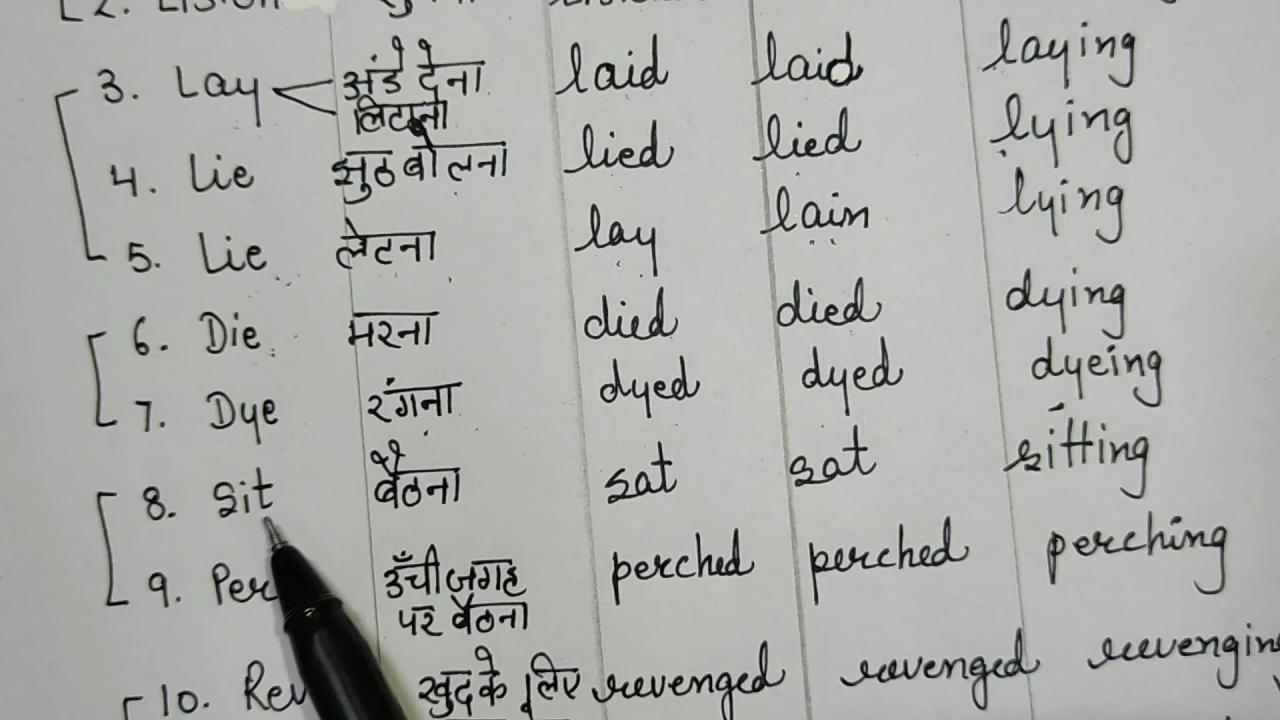 3. Lay अंडे देना laid laid laying
लिटाना
4. Lie झुठ बोलना lied lied lying
5. Lie लेटना lay lain lying
6. Die मरना died died dying
7. Dye रंगना dyed dyed dyeing
8. Sit बैठना sat sat sitting
9. Per ऊँची जगह perched perched perching
पर बैठना
10. Rev खुद के लिए revenged revenged revengin